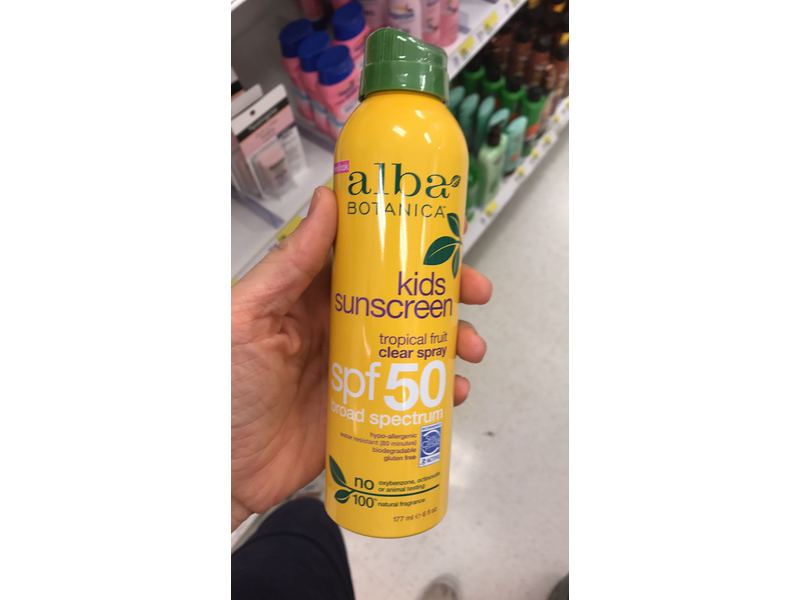 alba
BOTANICA™
kids
sunscreen
tropical fruit
clear spray
spf 50
broad spectrum
hypo-allergenic
water resistant (80 minutes)
biodegradable
gluten free
no oxybenzone, octinoxate
or animal testing
100% natural fragrance
177 ml ℮ 6 fl oz